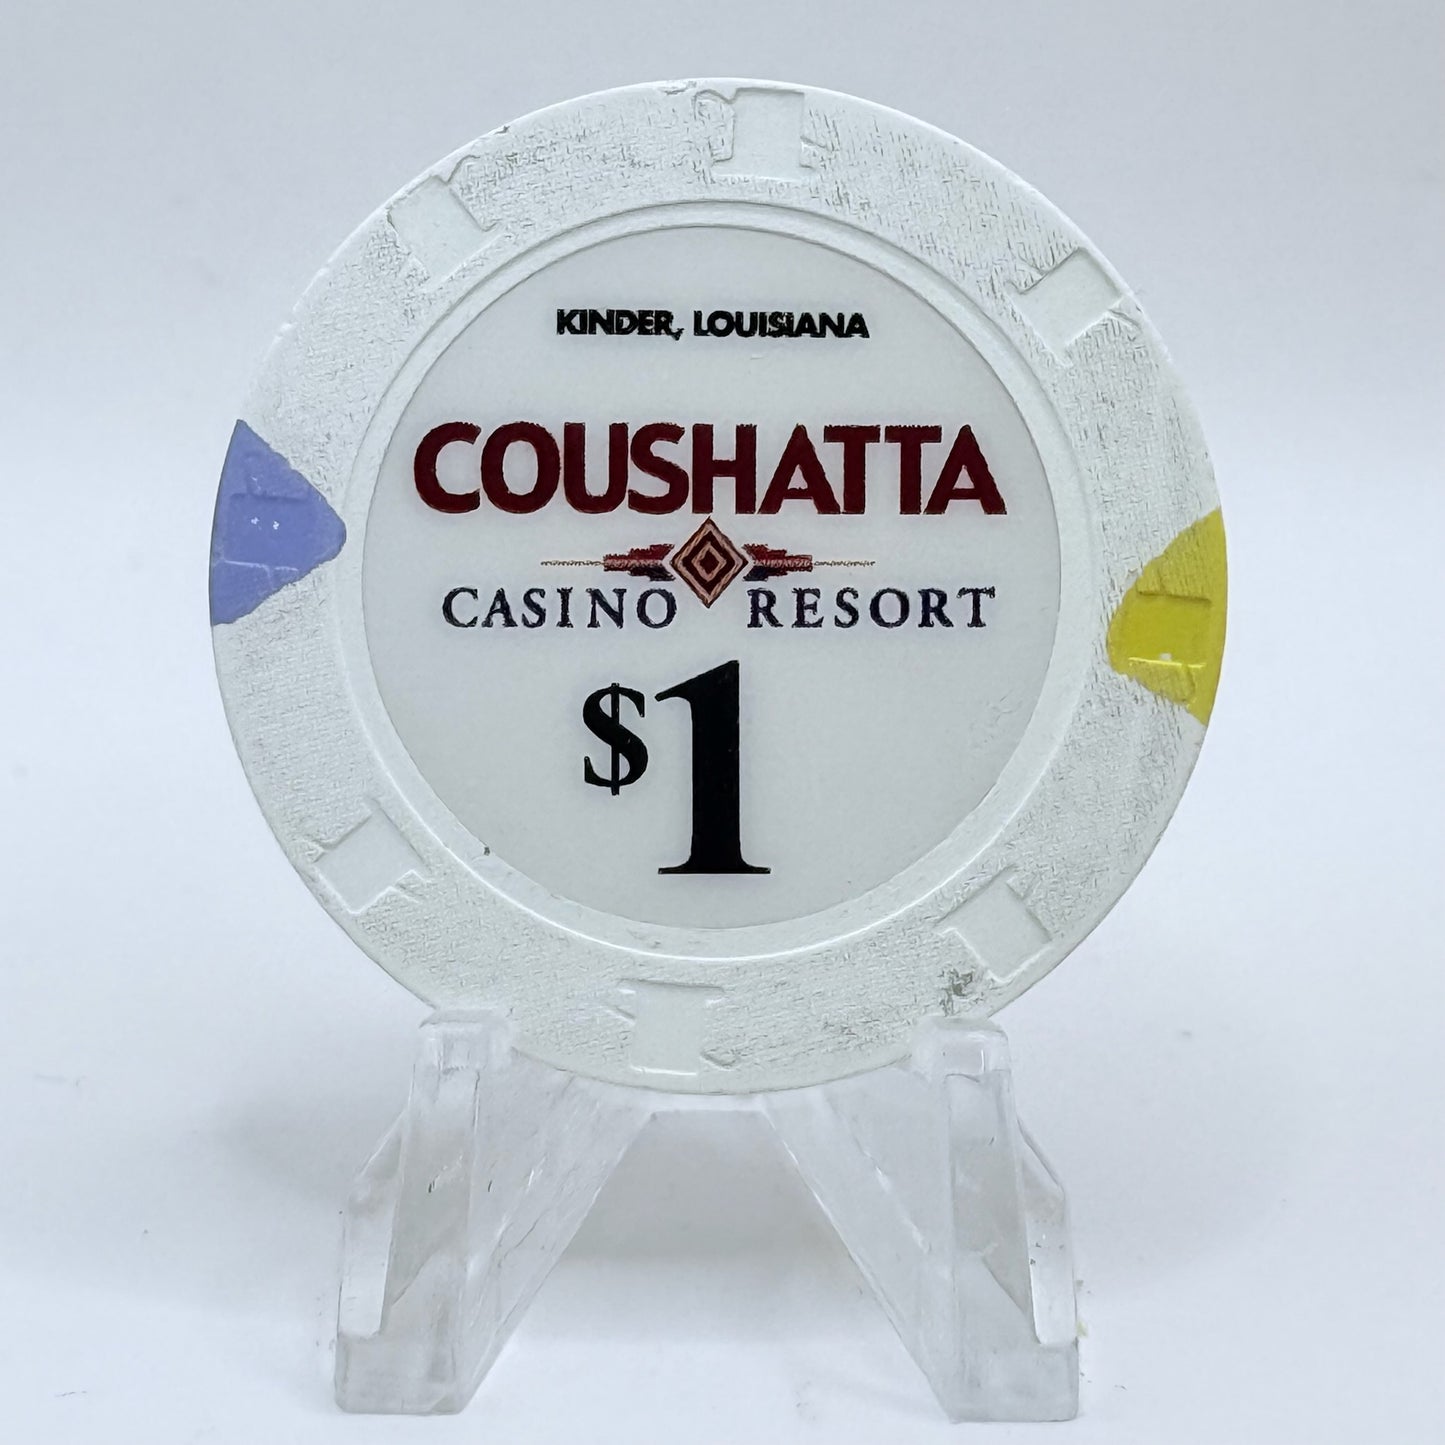 KINDER, LOUISIANA
COUSHATTA
CASINO RESORT
$1